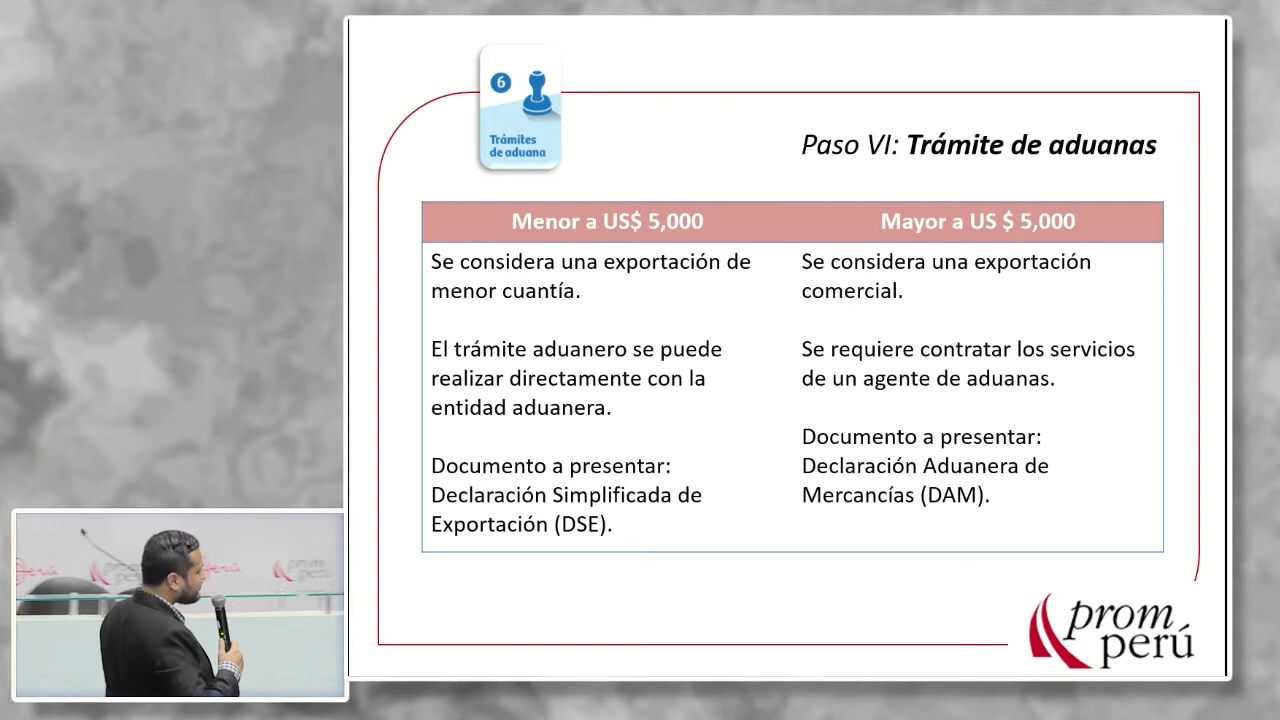 6
Trámites
de aduana
Paso VI: Trámite de aduanas
Menor a US$ 5,000
Mayor a US $ 5,000
Se considera una exportación de
menor cuantía.
El trámite aduanero se puede
realizar directamente con la
entidad aduanera.
Documento a presentar:
Declaración Simplificada de
Exportación (DSE).
Se considera una exportación
comercial.
Se requiere contratar los servicios
de un agente de aduanas.
Documento a presentar:
Declaración Aduanera de
Mercancías (DAM).
prom
perú
prom
perú